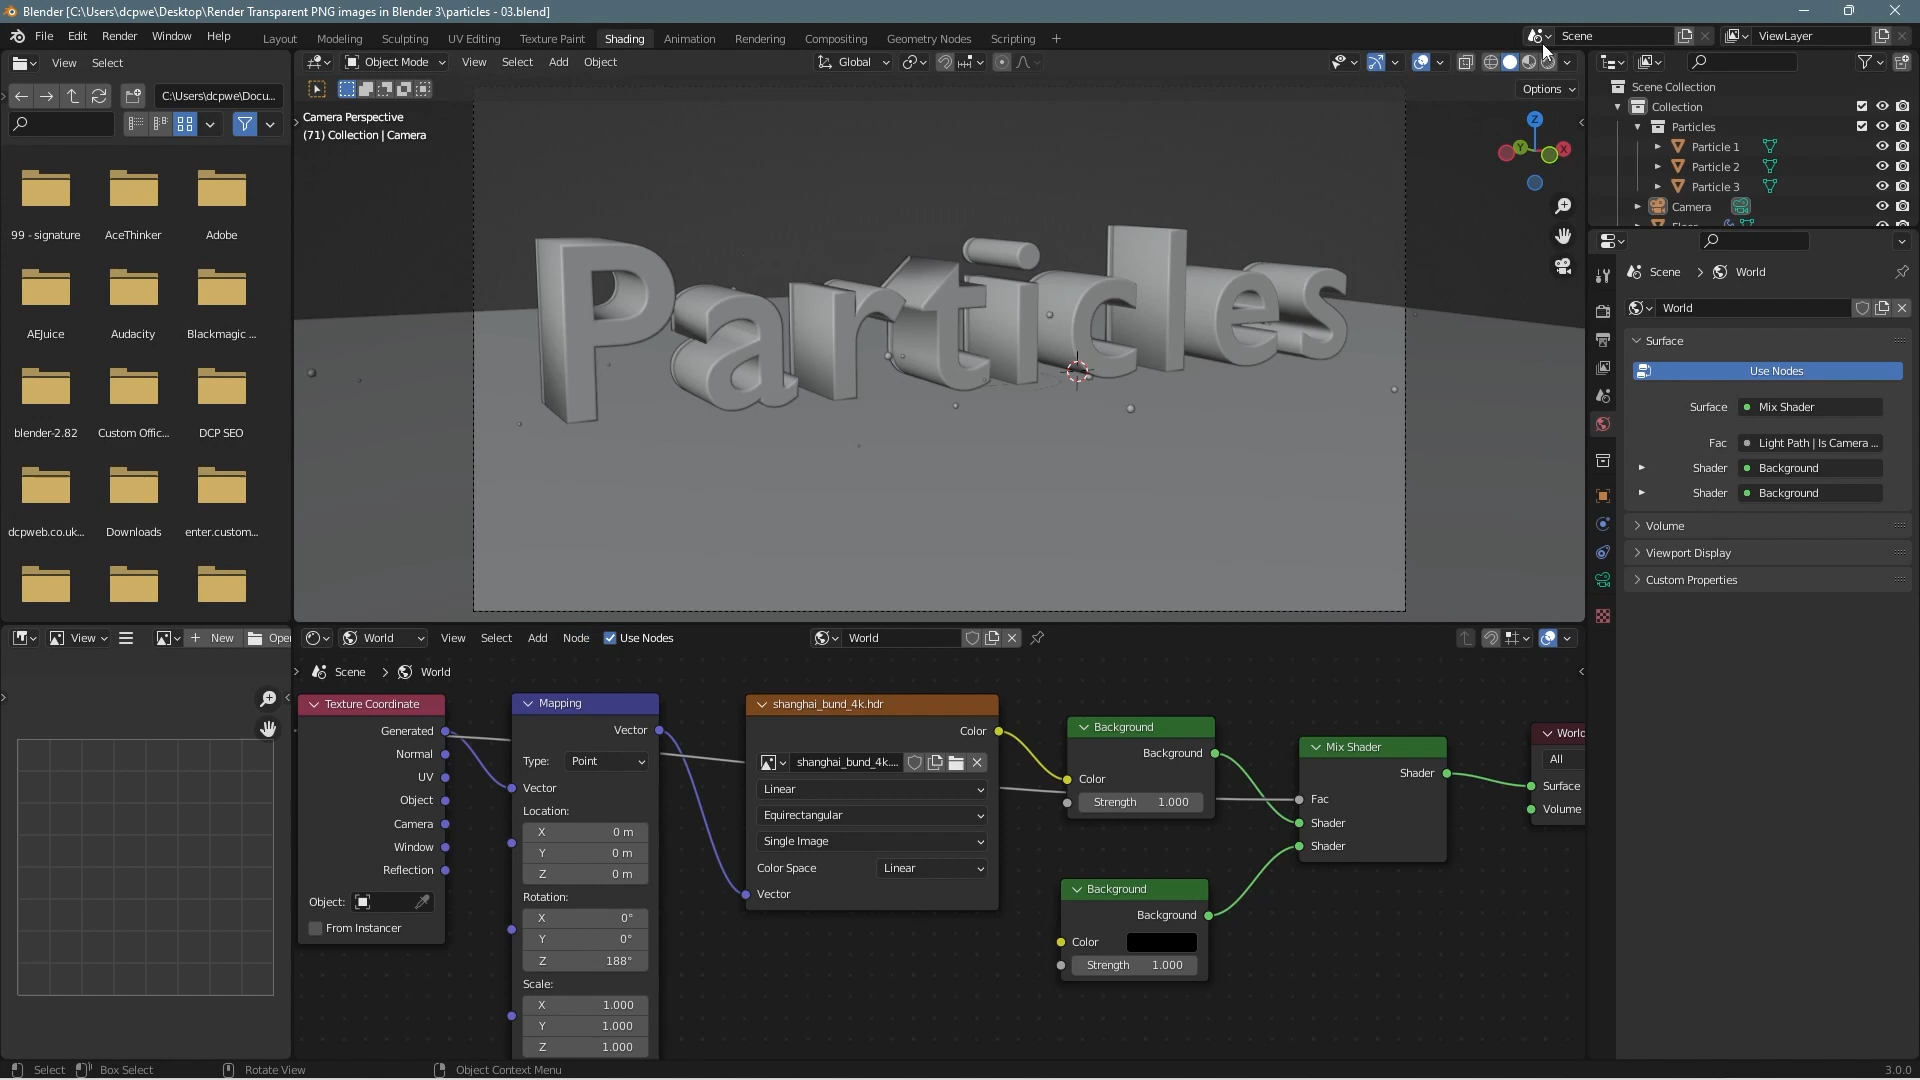 Blender [C:\Users\dcpwe\Desktop\Render Transparent PNG images in Blender 3\particles - 03.blend]
File Edit Render Window Help Layout Modeling Sculpting UV Editing Texture Paint Shading Animation Rendering Compositing Geometry Nodes Scripting + Scene ViewLayer
View Select Object Mode View Select Add Object Global
C:\Users\dcpwe\Docu... Options
Camera Perspective
(71) Collection | Camera
Scene Collection
Collection
Particles
Particle 1
Particle 2
Particle 3
Camera
Z
Y
X
Particles
99 - signature AceThinker Adobe
AEJuice Audacity Blackmagic ...
blender-2.82 Custom Offic... DCP SEO
dcpweb.co.uk... Downloads enter.custom...
Scene > World
World
Surface
Use Nodes
Surface Mix Shader
Fac Light Path | Is Camera ...
Shader Background
Shader Background
Volume
Viewport Display
Custom Properties
View + New Open
World View Select Add Node Use Nodes World
Scene > World
Texture Coordinate
Generated
Normal
UV
Object
Camera
Window
Reflection
Object:
From Instancer
Mapping
Vector
Type: Point
Vector
Location:
X 0 m
Y 0 m
Z 0 m
Rotation:
X 0°
Y 0°
Z 188°
Scale:
X 1.000
Y 1.000
Z 1.000
shanghai_bund_4k.hdr
Color
shanghai_bund_4k....
Linear
Equirectangular
Single Image
Color Space Linear
Vector
Background
Background
Color
Strength 1.000
Background
Background
Color
Strength 1.000
Mix Shader
Shader
Fac
Shader
Shader
World
All
Surface
Volume
Select Box Select Rotate View Object Context Menu 3.0.0